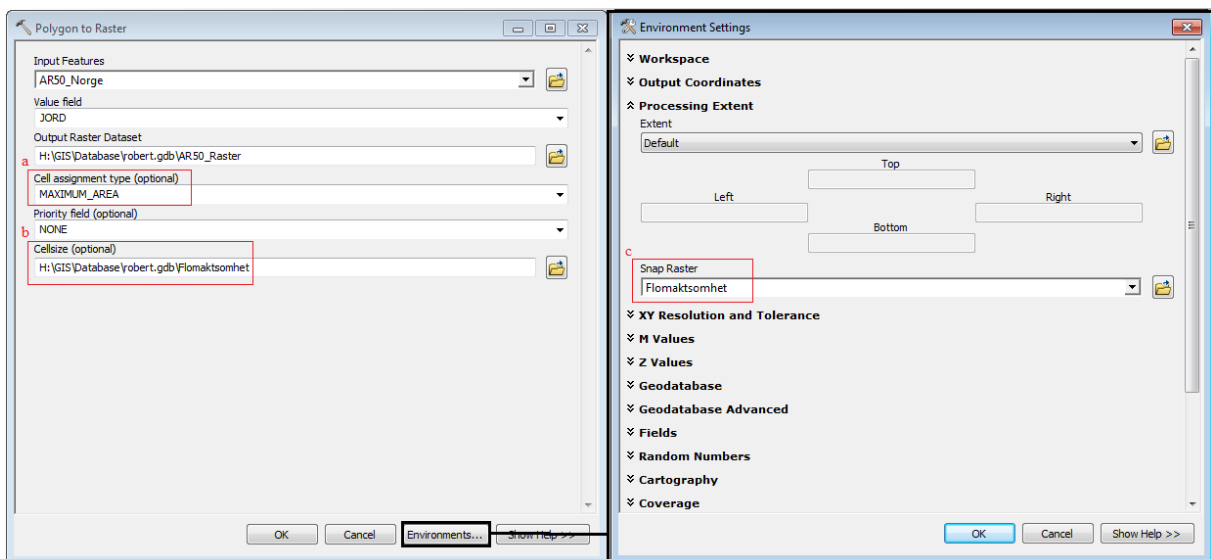 Polygon to Raster
Input Features
AR50_Norge
Value field
JORD
Output Raster Dataset
a
H:\GIS\Database\robert.gdb\AR50_Raster
Cell assignment type (optional)
MAXIMUM_AREA
Priority field (optional)
b
NONE
Cellsize (optional)
H:\GIS\Database\robert.gdb\Flomaktsomhet
OK
Cancel
Environments...
Show Help >>
Environment Settings
Workspace
Output Coordinates
Processing Extent
Extent
Default
Top
Left
Right
Bottom
c
Snap Raster
Flomaktsomhet
XY Resolution and Tolerance
M Values
Z Values
Geodatabase
Geodatabase Advanced
Fields
Random Numbers
Cartography
Coverage
OK
Cancel
Show Help >>